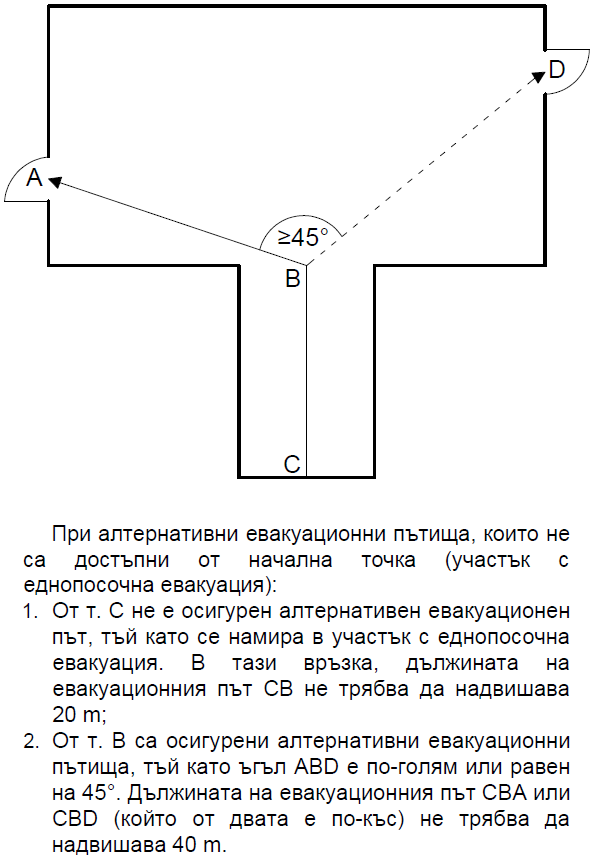 D
A
≥45°
B
C
При алтернативни евакуационни пътища, които не
са достъпни от начална точка (участък с
еднопосочна евакуация):
1. От т. С не е осигурен алтернативен евакуационен
път, тъй като се намира в участък с еднопосочна
евакуация. В тази връзка, дължината на
евакуационния път СВ не трябва да надвишава
20 m;
2. От т. В са осигурени алтернативни евакуационни
пътища, тъй като ъгъл ABD е по-голям или равен
на 45°. Дължината на евакуационния път СВА или
CBD (който от двата е по-къс) не трябва да
надвишава 40 m.